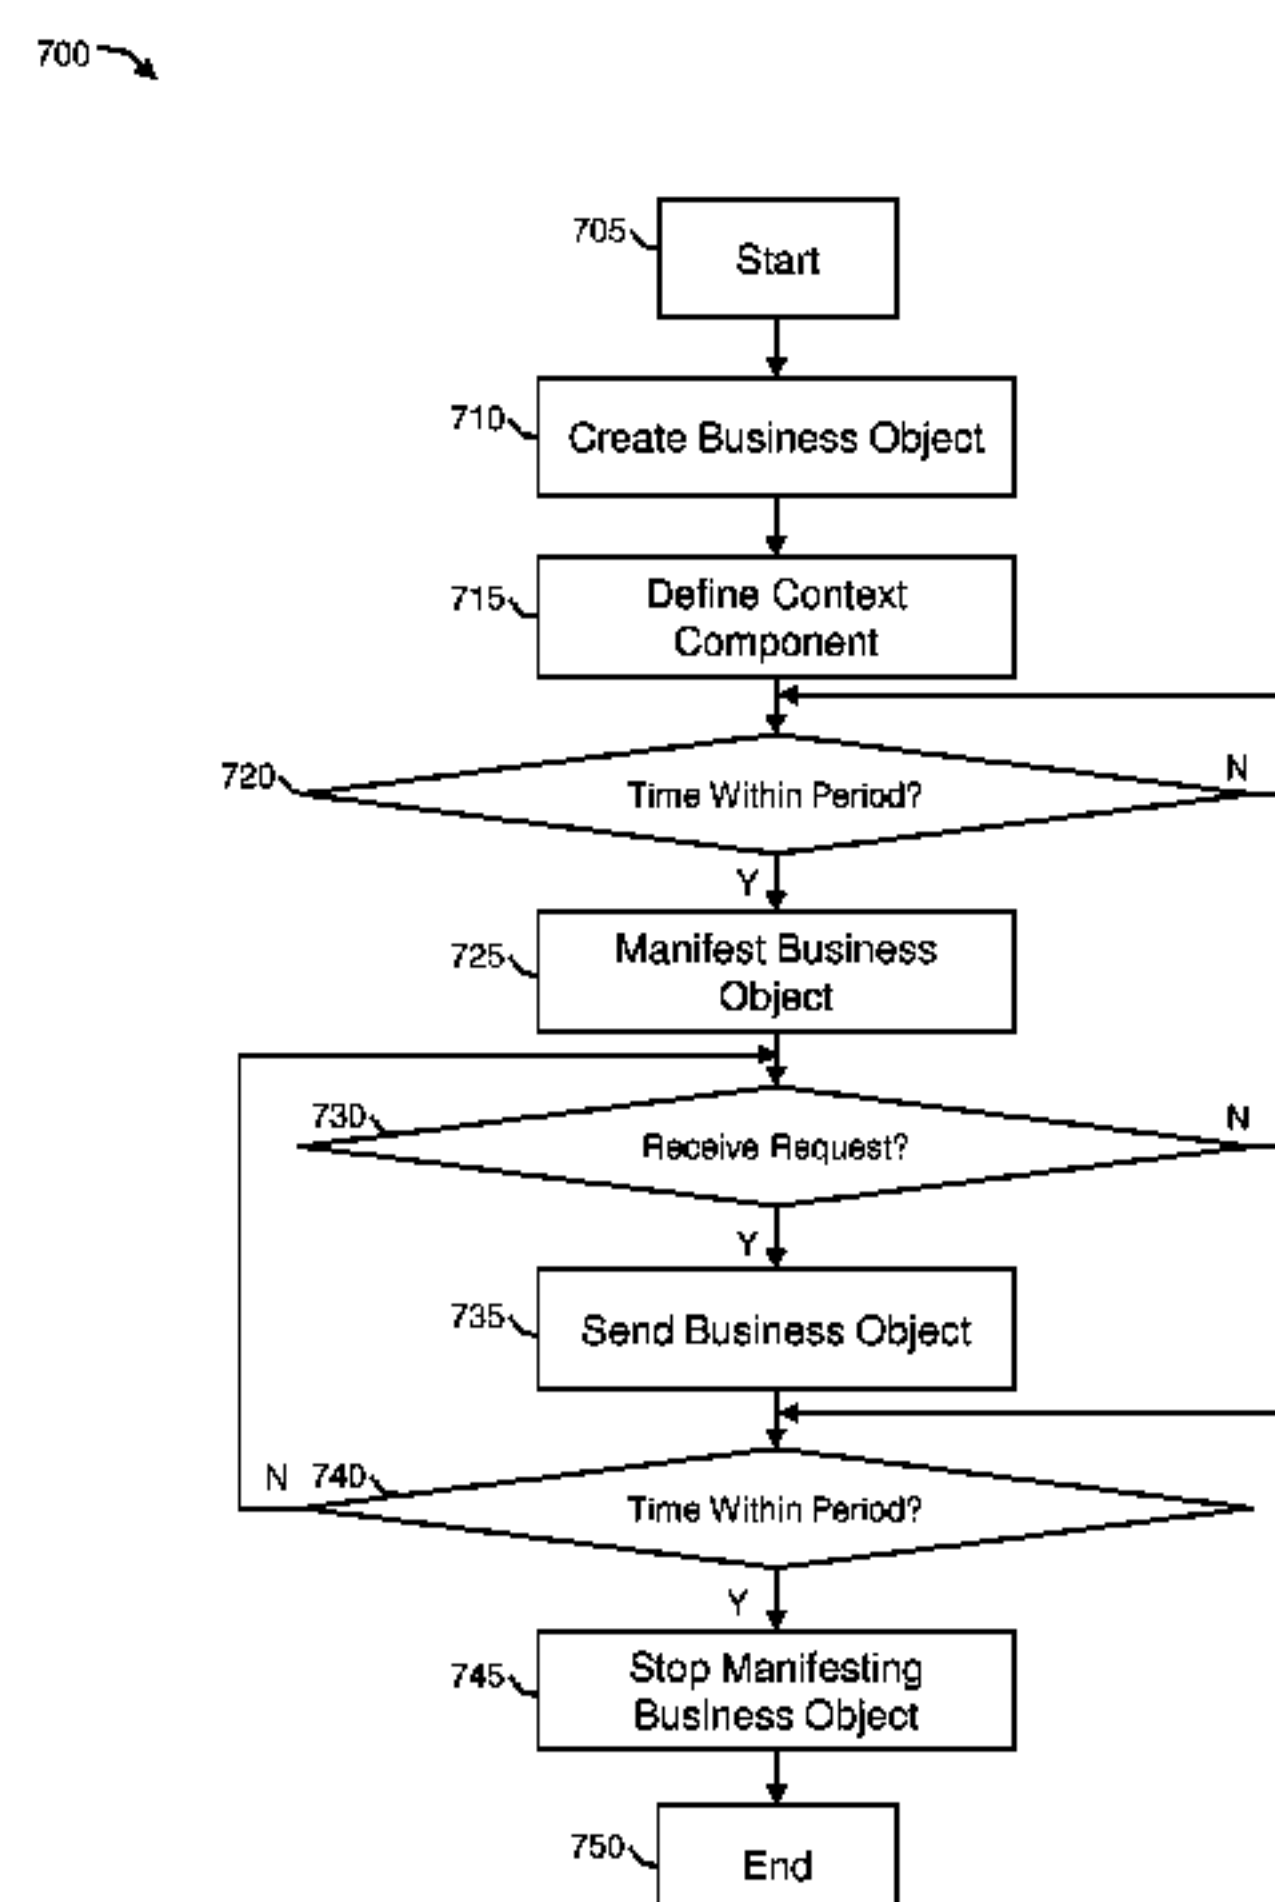 700
705
Start
710
Create Business Object
715
Define Context
Component
720
Time Within Period?
N
Y
725
Manifest Business
Object
730
Receive Request?
N
Y
735
Send Business Object
N
740
Time Within Period?
Y
745
Stop Manifesting
Business Object
750
End